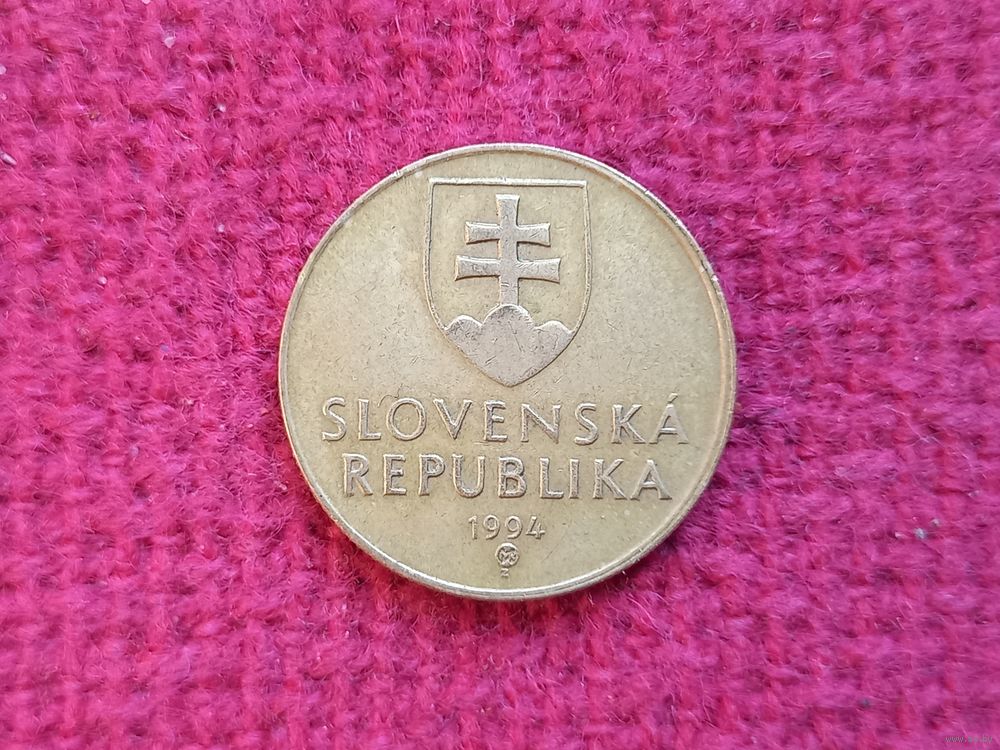 SLOVENSKÁ
REPUBLIKA
1994
Z